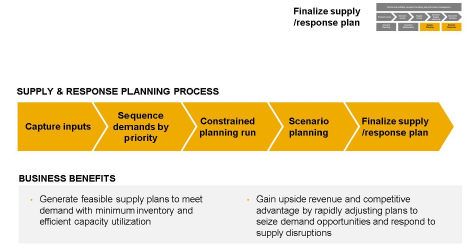 Finalize supply
/response plan
SUPPLY & RESPONSE PLANNING PROCESS
Capture inputs
Sequence
demands by
priority
Constrained
planning run
Scenario
planning
Finalize supply
/response plan
BUSINESS BENEFITS
• Generate feasible supply plans to meet
demand with minimum inventory and
efficient capacity utilization
• Gain upside revenue and competitive
advantage by rapidly adjusting plans to
seize demand opportunities and respond to
supply disruptions